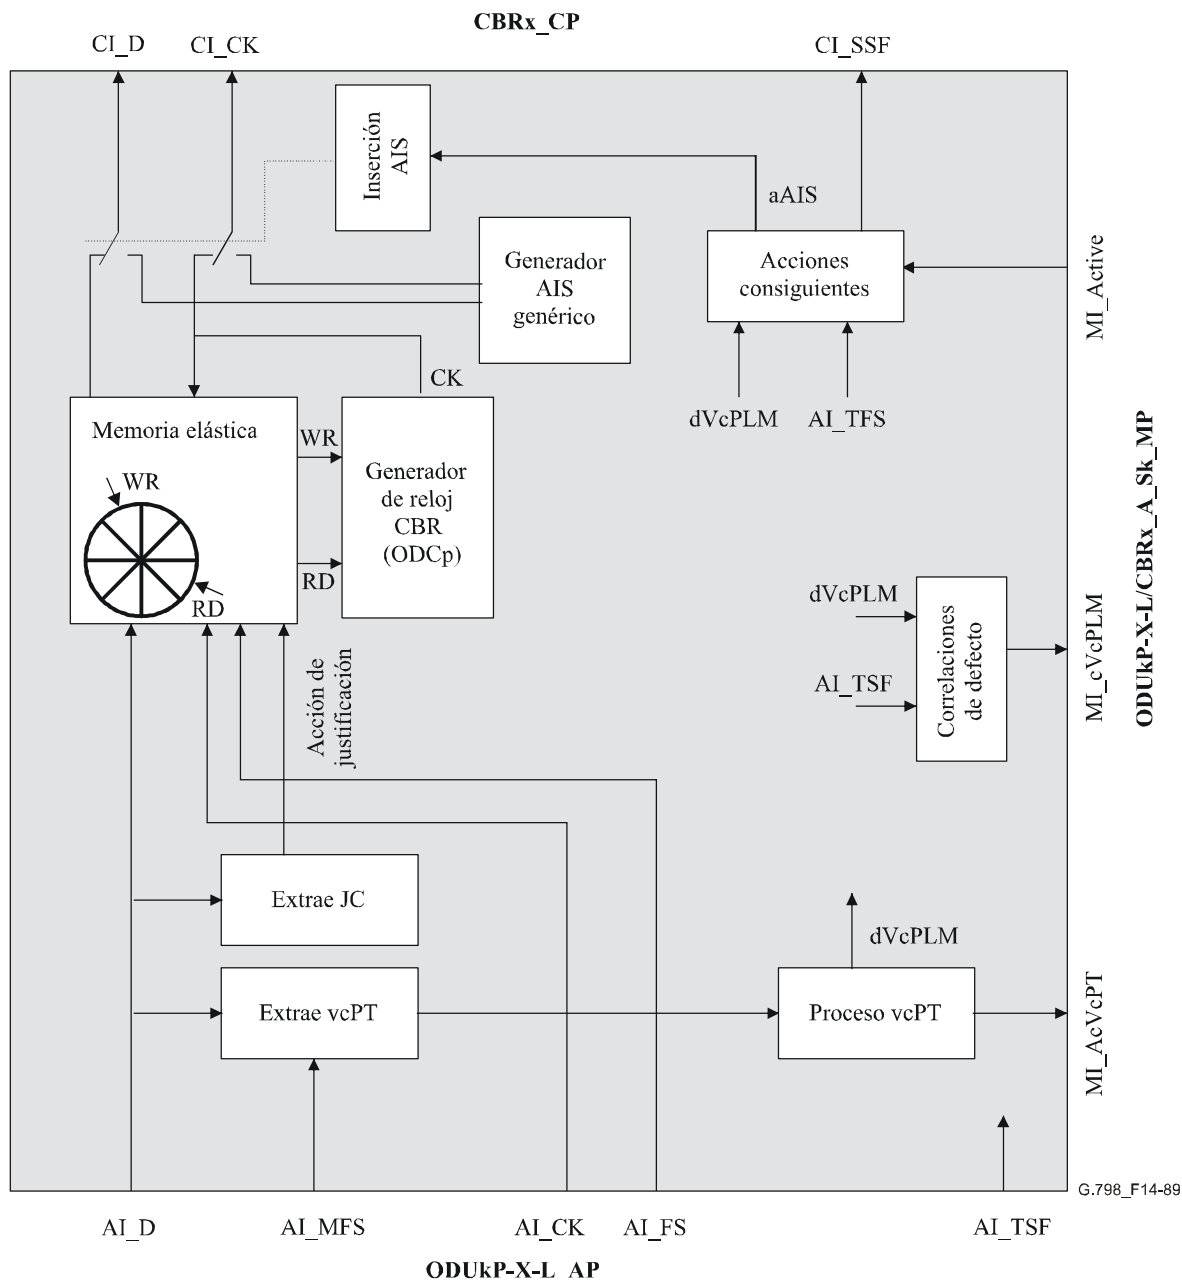 CBRx_CP
CI_D
CI_CK
CI_SSF
Inserción
AIS
aAIS
Generador
AIS
genérico
Acciones
consiguientes
MI_Active
CK
dVcPLM
AI_TFS
Memoria elástica
WR
RD
WR
RD
Generador
de reloj
CBR
(ODCp)
ODUkP-X-L/CBRx_A_Sk_MP
dVcPLM
AI_TSF
Correlaciones
de defecto
MI_cVcPLM
Acción de
justificación
Extrae JC
dVcPLM
Extrae vcPT
Proceso vcPT
MI_AcVcPT
G.798_F14-89
AI_D
AI_MFS
AI_CK
AI_FS
AI_TSF
ODUkP-X-L_AP